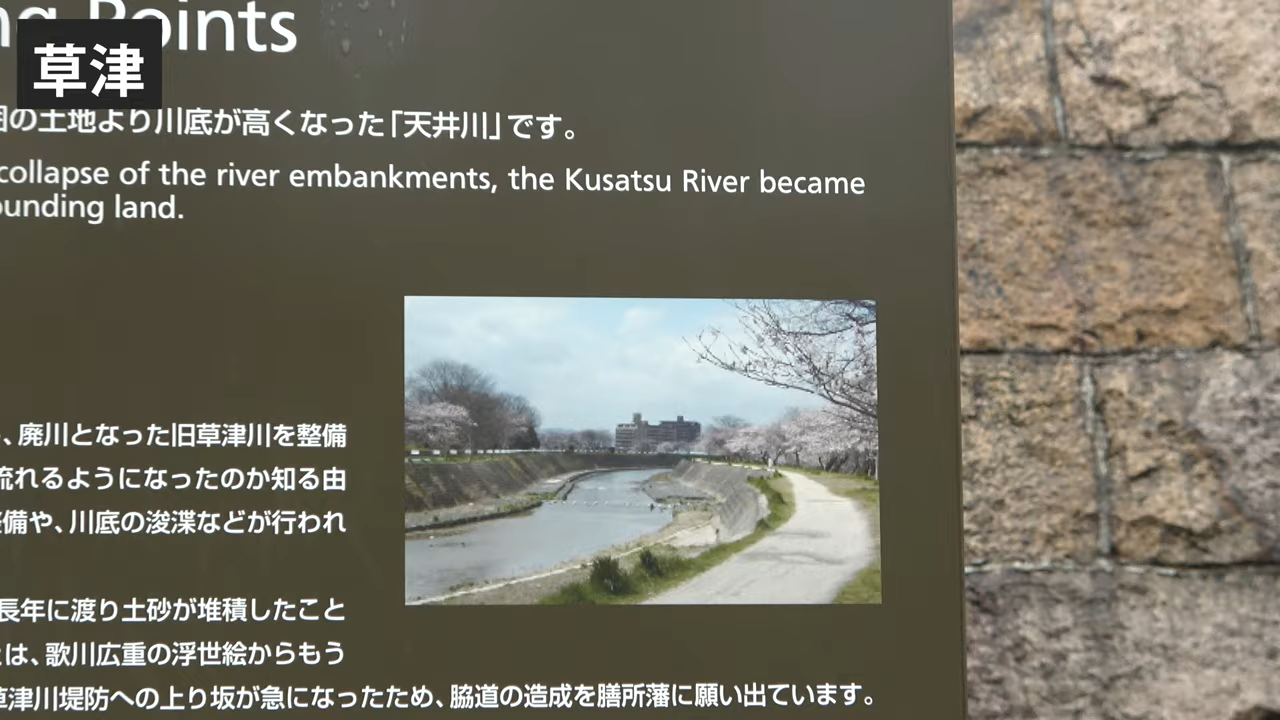 Points
草津
の土地より川底が高くなった「天井川」です。
collapse of the river embankments, the Kusatsu River became
ounding land.
、廃川となった旧草津川を整備
流れるようになったのか知る由
備や、川底の浚渫などが行われ
長年に渡り土砂が堆積したこと
は、歌川広重の浮世絵からもう
草津川堤防への上り坂が急になったため、脇道の造成を膳所藩に願い出ています。